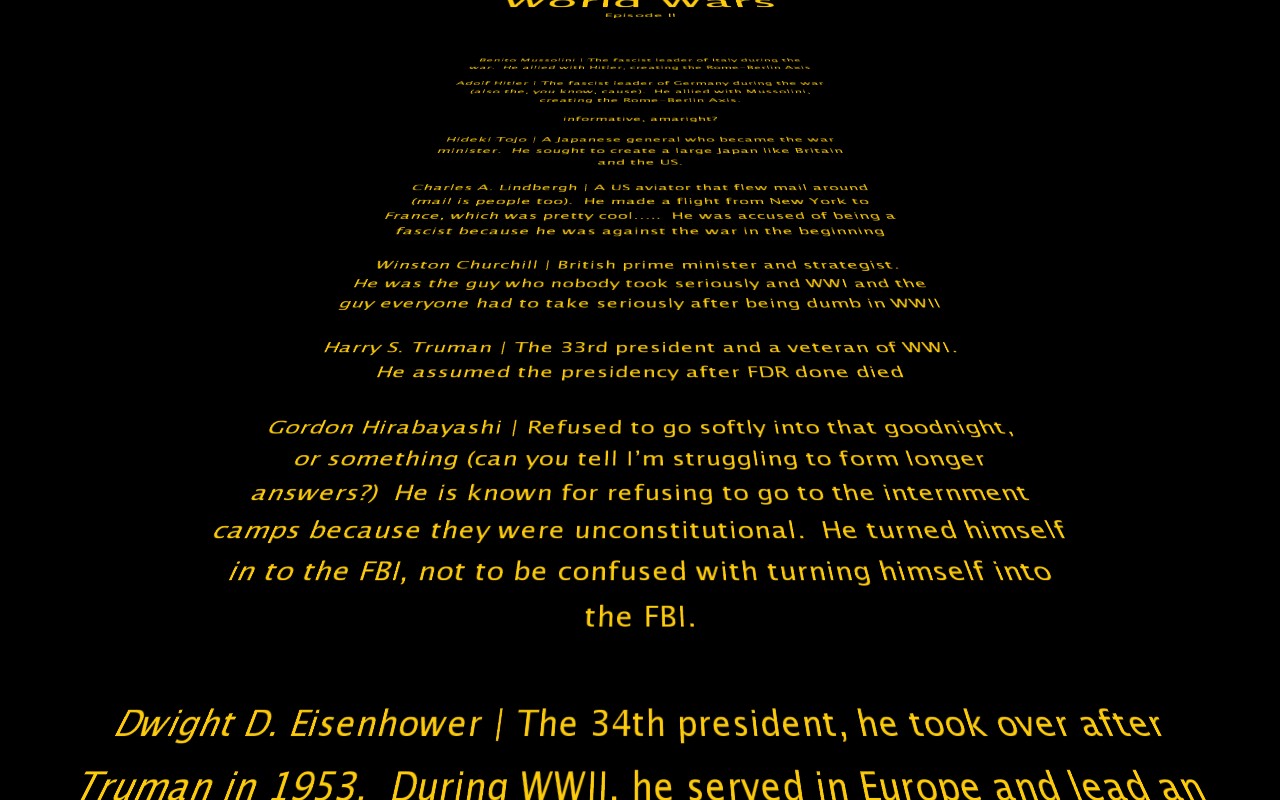 World Wars
Episode II
Benito Mussolini | The fascist leader of Italy during the
war.  He allied with Hitler, creating the Rome-Berlin Axis
Adolf Hitler | The fascist leader of Germany during the war
(also the, you know, cause)  He allied with Mussolini,
creating the Rome-Berlin Axis.
informative, amaright?
Hideki Tojo | A Japanese general who became the war
minister.  He sought to create a large Japan like Britain
and the US.
Charles A. Lindbergh | A US aviator that flew mail around
(mail is people too).  He made a flight from New York to
France, which was pretty cool.....  He was accused of being a
fascist because he was against the war in the beginning
Winston Churchill | British prime minister and strategist.
He was the guy who nobody took seriously and WWI and the
guy everyone had to take seriously after being dumb in WWII
Harry S. Truman | The 33rd president and a veteran of WWI.
He assumed the presidency after FDR done died
Gordon Hirabayashi | Refused to go softly into that goodnight,
or something (can you tell I'm struggling to form longer
answers?)  He is known for refusing to go to the internment
camps because they were unconstitutional.  He turned himself
in to the FBI, not to be confused with turning himself into
the FBI.
Dwight D. Eisenhower | The 34th president, he took over after
Truman in 1953.  During WWII, he served in Europe and lead an